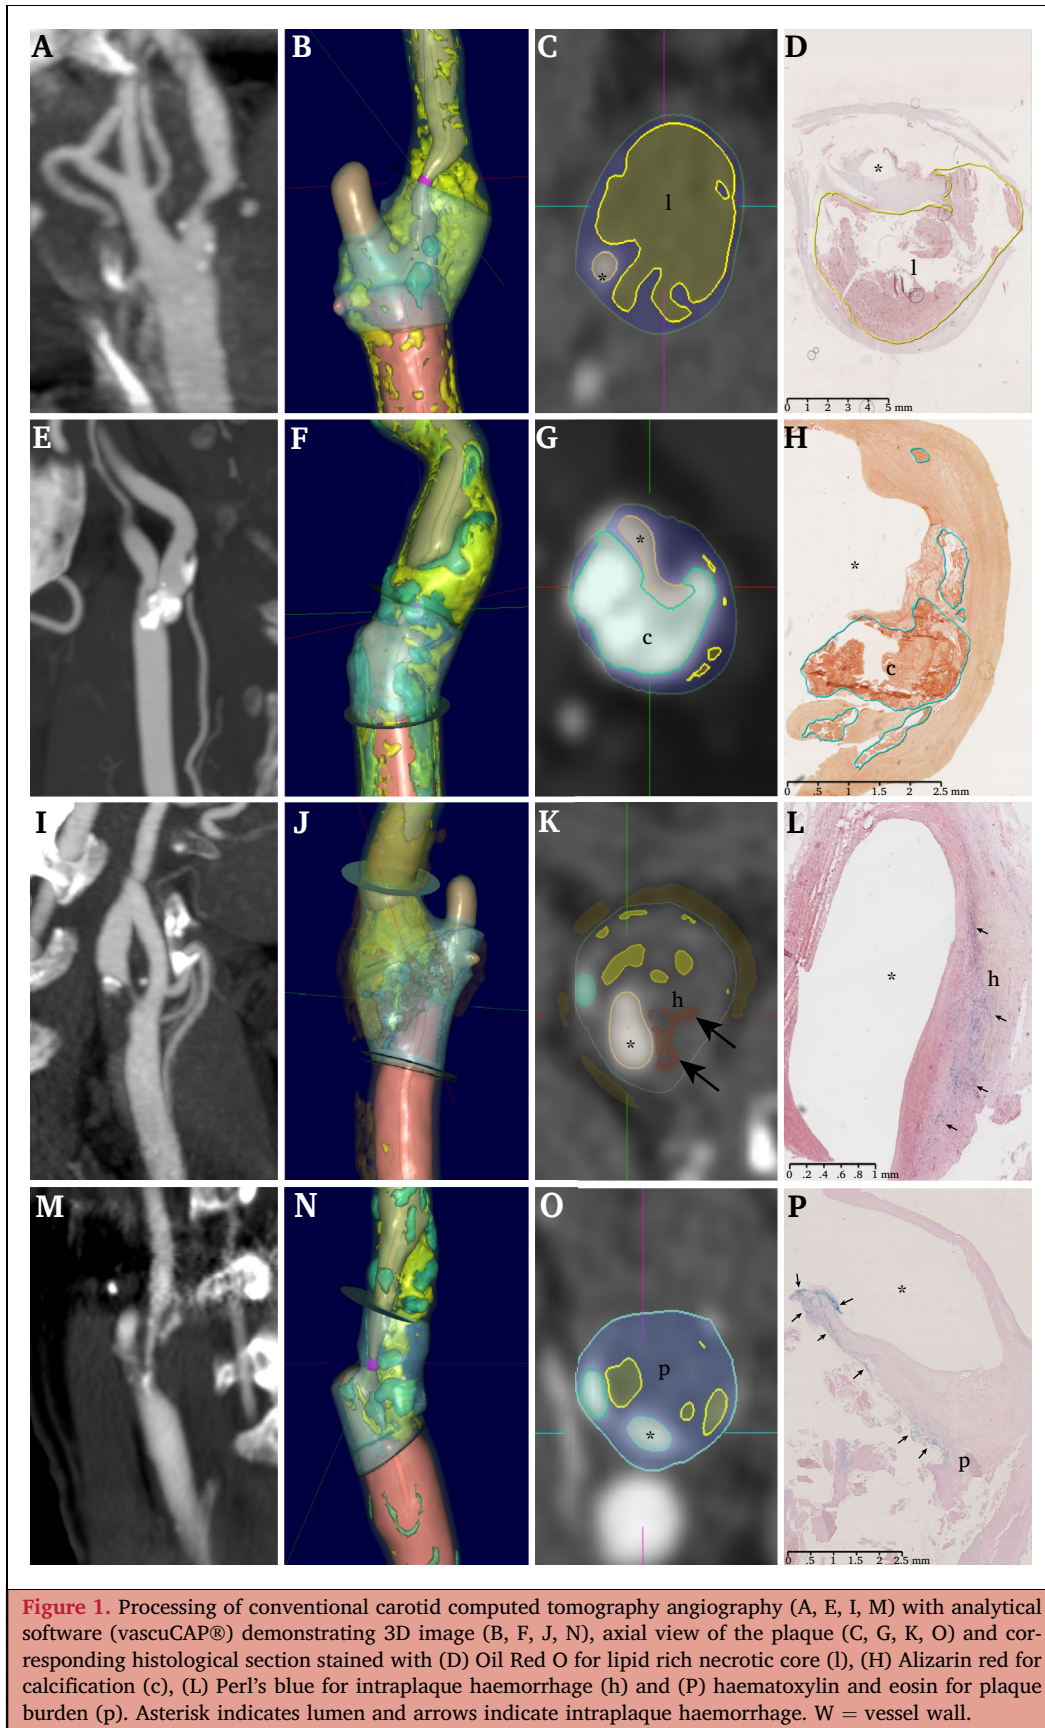 A
B
C
D
l
*
*
l
0 1 2 3 4 5 mm
E
F
G
H
*
c
*
c
0 .5 1 1.5 2 2.5 mm
I
J
K
L
h
*
*
h
0 .2 .4 .6 .8 1 mm
M
N
O
P
p
*
*
p
0 .5 1 1.5 2 2.5 mm
Figure 1. Processing of conventional carotid computed tomography angiography (A, E, I, M) with analytical
software (vascuCAP®) demonstrating 3D image (B, F, J, N), axial view of the plaque (C, G, K, O) and cor-
responding histological section stained with (D) Oil Red O for lipid rich necrotic core (l), (H) Alizarin red for
calcification (c), (L) Perl's blue for intraplaque haemorrhage (h) and (P) haematoxylin and eosin for plaque
burden (p). Asterisk indicates lumen and arrows indicate intraplaque haemorrhage. W = vessel wall.